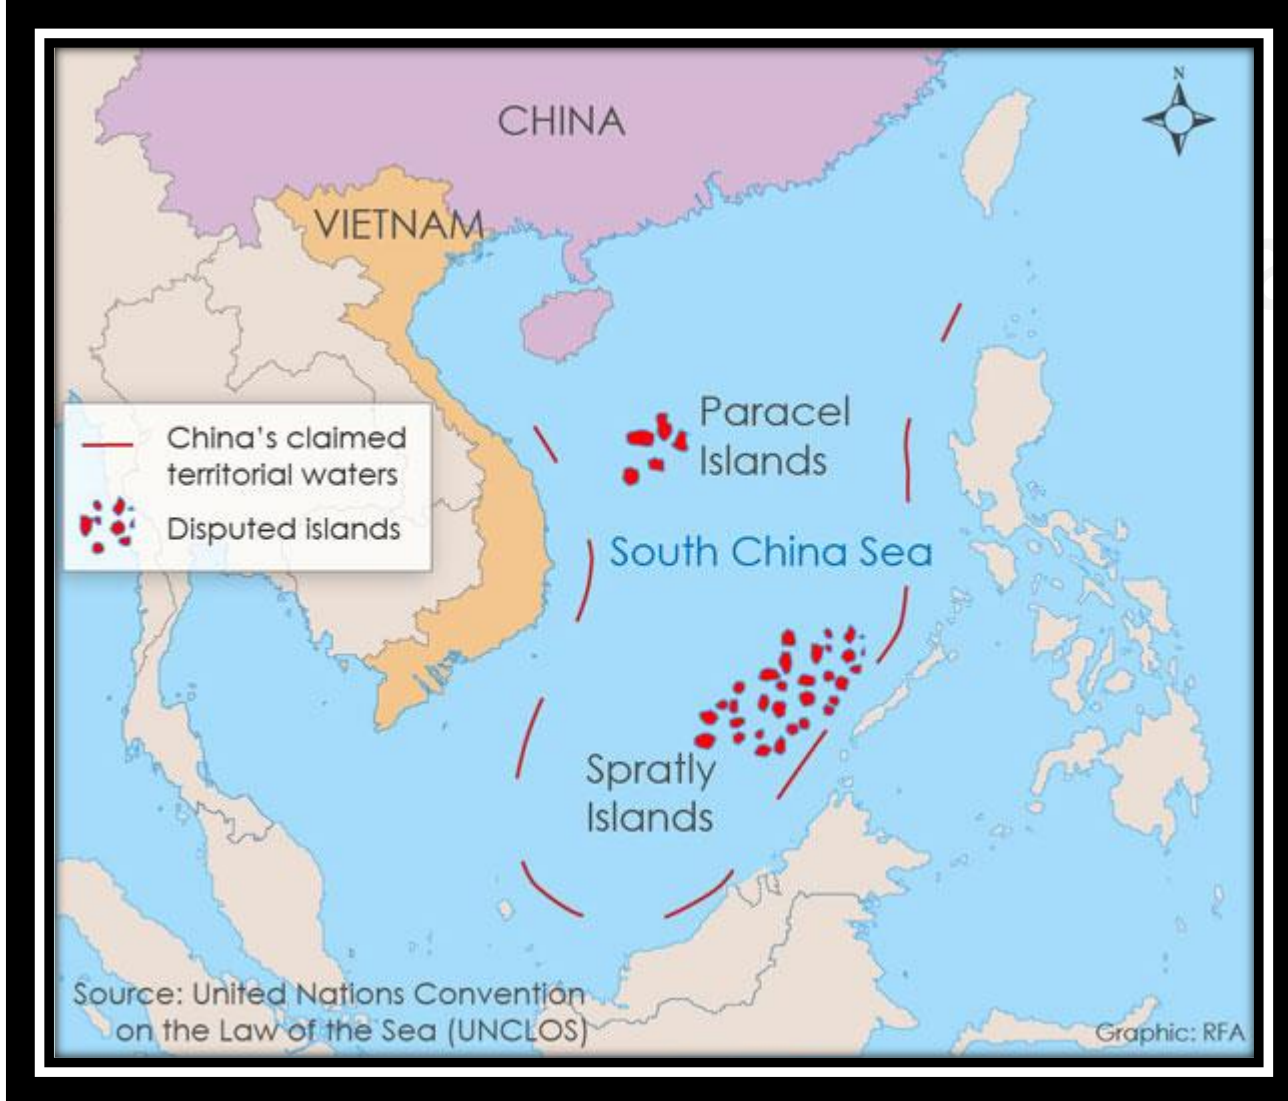 N
CHINA
VIETNAM
Paracel
Islands
China's claimed
territorial waters
Disputed islands
South China Sea
Spratly
Islands
Source: United Nations Convention
on the Law of the Sea (UNCLOS)
Graphic: RFA